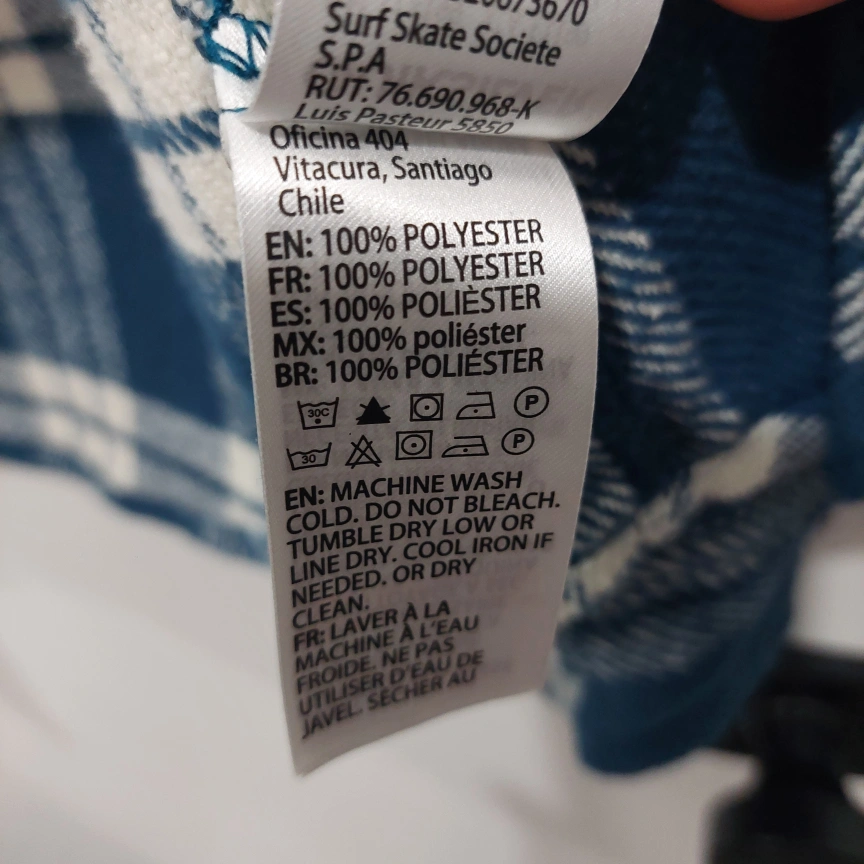 Surf Skate Societe
S.P.A
RUT: 76.690.968-K
Luis Pasteur 5850
Oficina 404
Vitacura, Santiago
Chile
EN: 100% POLYESTER
FR: 100% POLYESTER
ES: 100% POLIÈSTER
MX: 100% poliéster
BR: 100% POLIÉSTER
30C P
30 P
EN: MACHINE WASH
COLD. DO NOT BLEACH.
TUMBLE DRY LOW OR
LINE DRY. COOL IRON IF
NEEDED. OR DRY
CLEAN.
FR: LAVER À LA
MACHINE À L'EAU
FROIDE. NE PAS
UTILISER D'EAU DE
JAVEL. SÉCHER AU